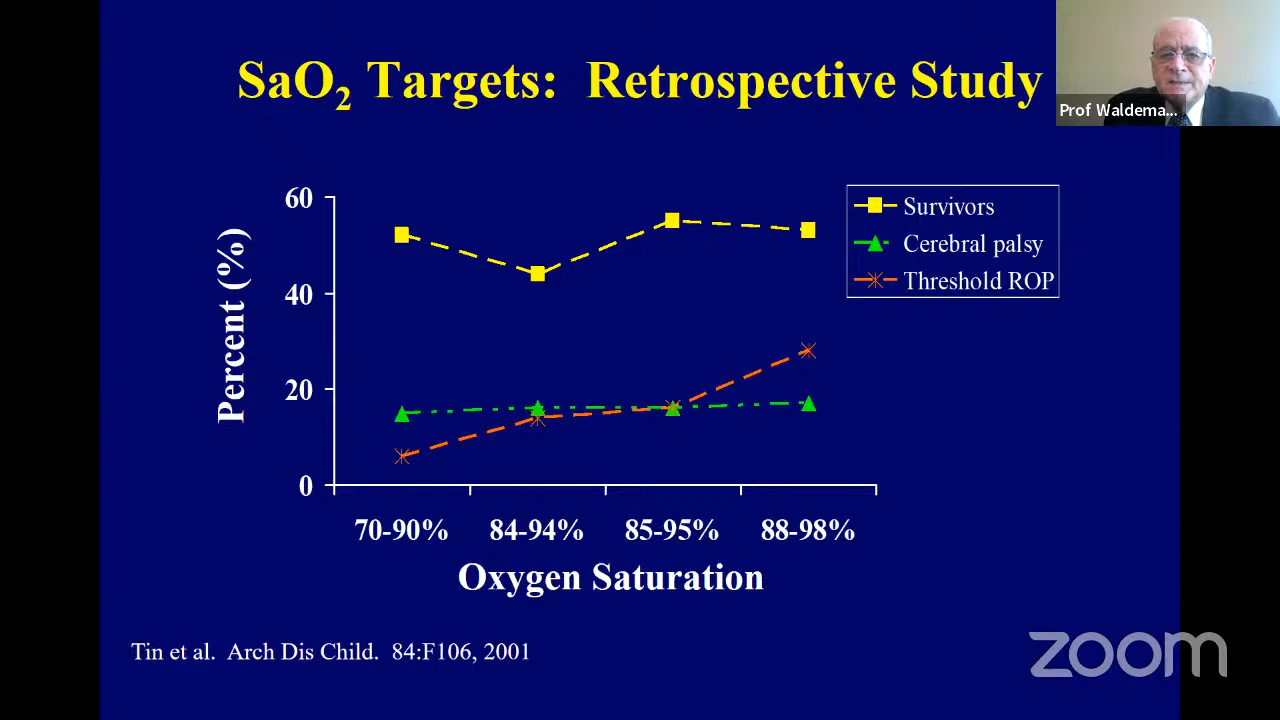 SaO2 Targets: Retrospective Study
Prof Waldema...
60
40
20
0
Percent (%)
Survivors
Cerebral palsy
Threshold ROP
70-90% 84-94% 85-95% 88-98%
Oxygen Saturation
Tin et al. Arch Dis Child. 84:F106, 2001
zoom